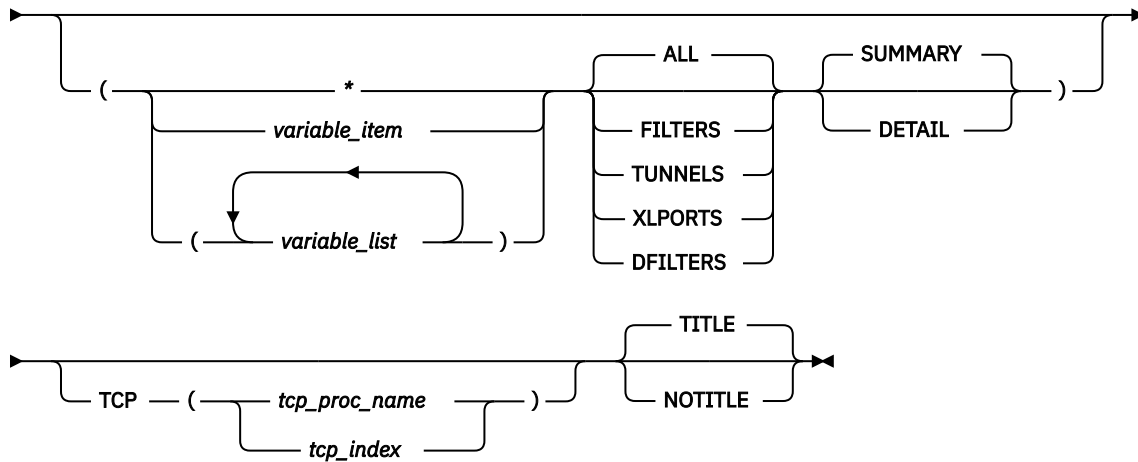 ALL SUMMARY
( * )
variable_item FILTERS DETAIL
TUNNELS
XLPORTS
( variable_list ) DFILTERS
TITLE
TCP ( tcp_proc_name ) NOTITLE
tcp_index